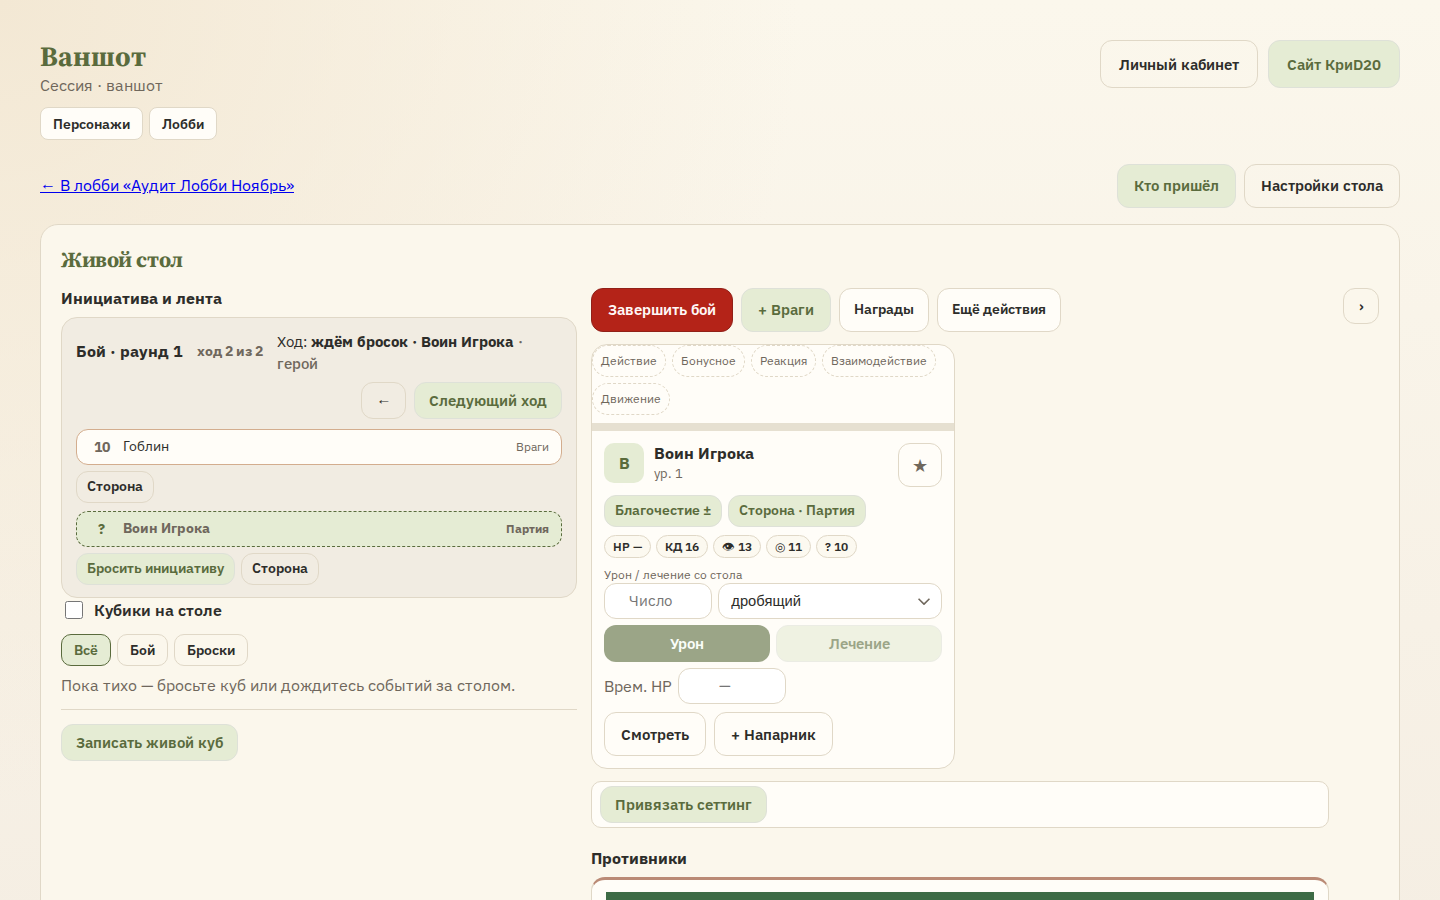 Ваншот
Сессия · ваншот
Персонажи
Лобби
Личный кабинет
Сайт КриD20
← В лобби «Аудит Лобби Ноябрь»
Кто пришёл
Настройки стола
Живой стол
Инициатива и лента
Бой · раунд 1
ход 2 из 2
Ход: ждём бросок · Воин Игрока ·
герой
←
Следующий ход
10 Гоблин Враги
Сторона
? Воин Игрока Партия
Бросить инициативу
Сторона
Кубики на столе
Всё
Бой
Броски
Пока тихо — бросьте куб или дождитесь событий за столом.
Записать живой куб
Завершить бой
+ Враги
Награды
Ещё действия
›
Действие
Бонусное
Реакция
Взаимодействие
Движение
В
Воин Игрока
ур. 1
★
Благочестие ±
Сторона · Партия
HP —
КД 16
👁 13
◎ 11
? 10
Урон / лечение со стола
Число
дробящий
Урон
Лечение
Врем. HP
—
Смотреть
+ Напарник
Привязать сеттинг
Противники